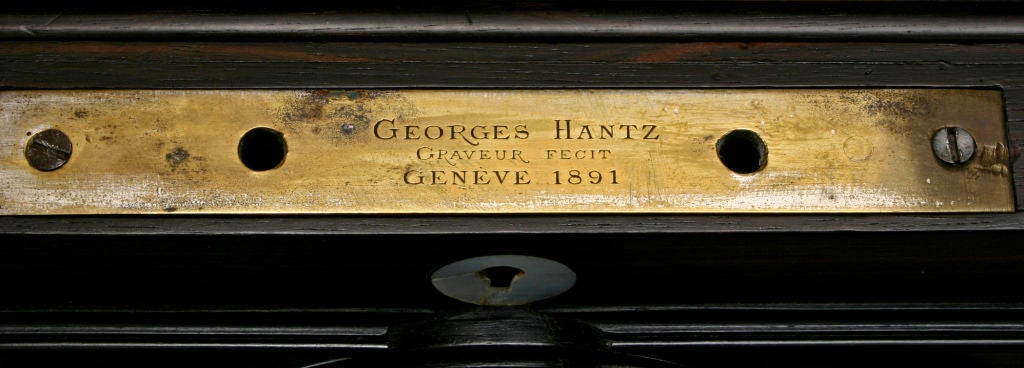 GEORGES HANTZ
GRAVEUR FECIT
GENÈVE 1891